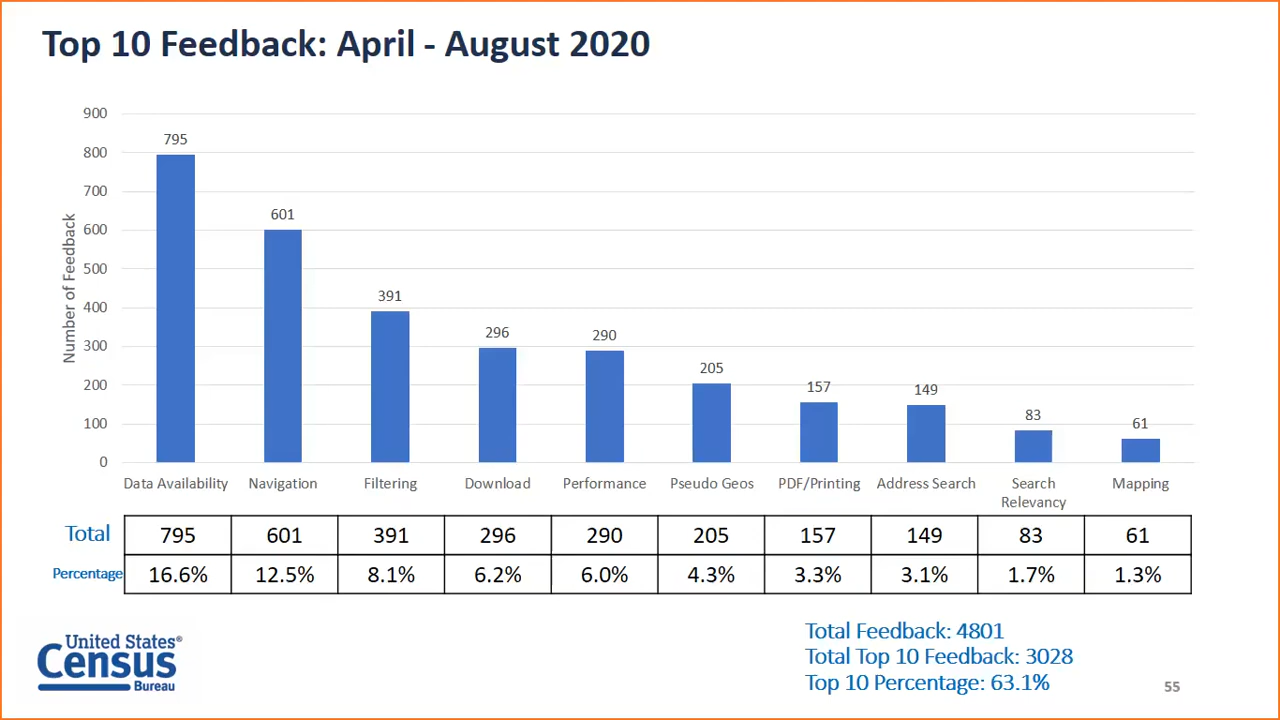 Top 10 Feedback: April - August 2020
Number of Feedback
900
800
700
600
500
400
300
200
100
0
795
601
391
296
290
205
157
149
83
61
Data Availability Navigation Filtering Download Performance Pseudo Geos PDF/Printing Address Search Search Mapping
Relevancy
Total 795 601 391 296 290 205 157 149 83 61
Percentage 16.6% 12.5% 8.1% 6.2% 6.0% 4.3% 3.3% 3.1% 1.7% 1.3%
Total Feedback: 4801
Total Top 10 Feedback: 3028
Top 10 Percentage: 63.1%
United States®
Census
Bureau
55